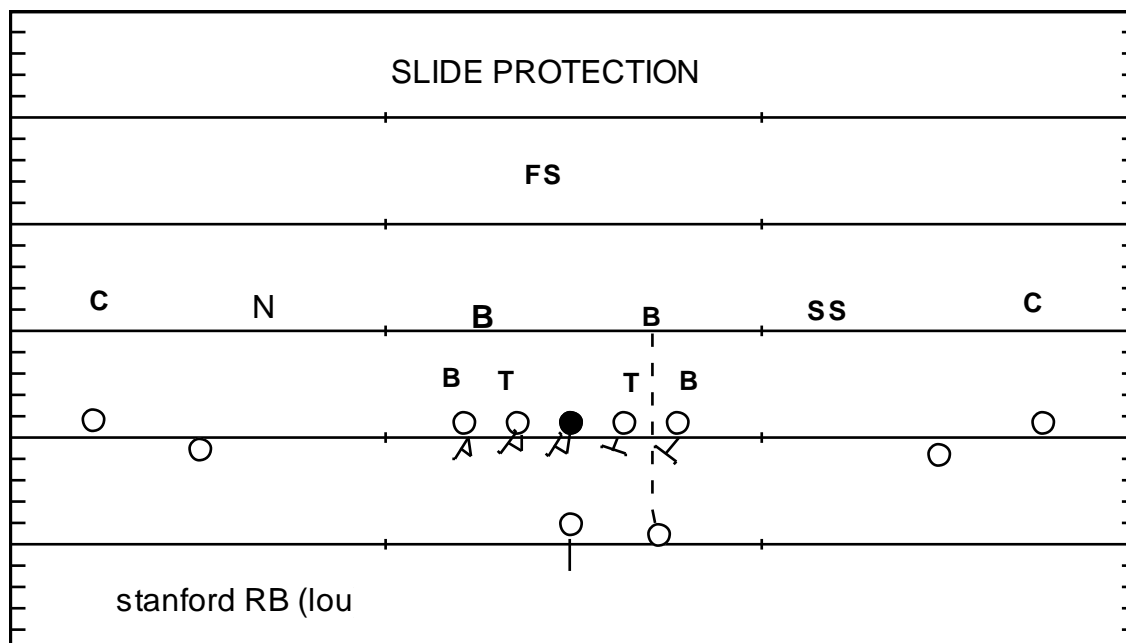 SLIDE PROTECTION
FS
C N B B SS C
B T T B
stanford RB (lou